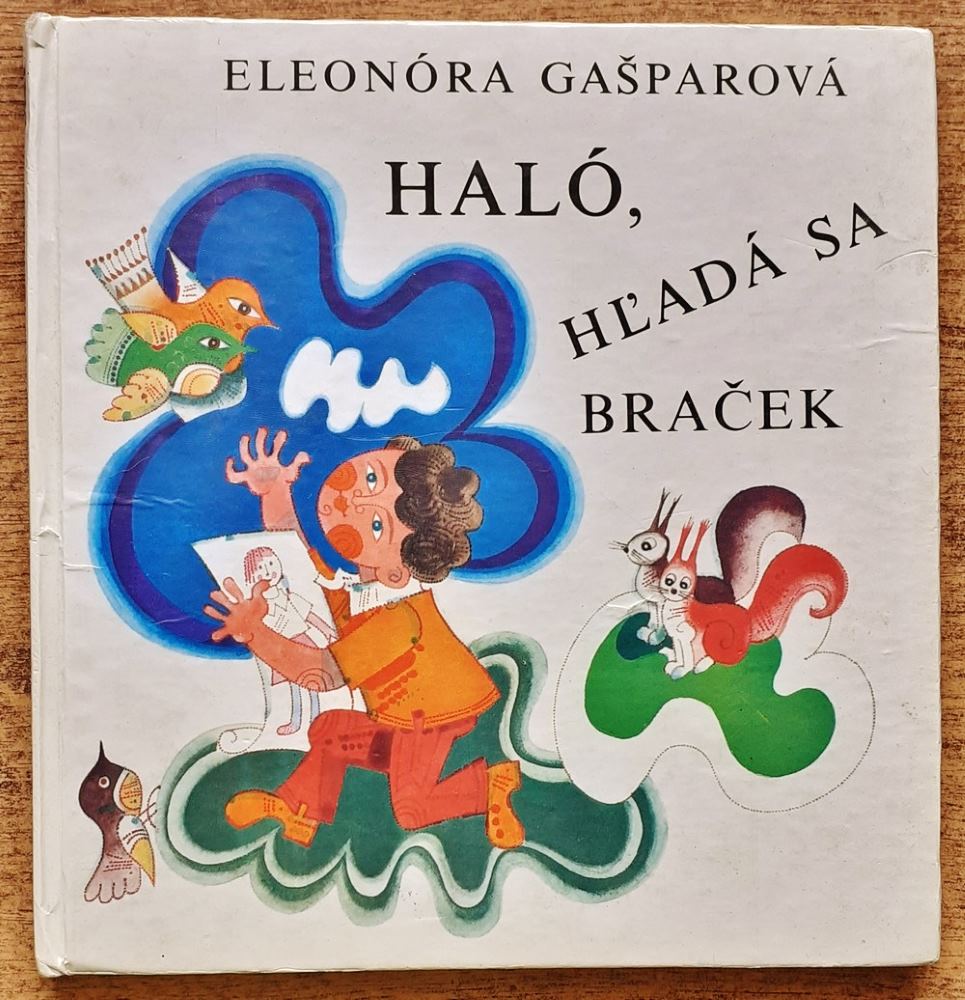 ELEONÓRA GAŠPAROVÁ
HALÓ,
HĽADÁ SA
BRAČEK